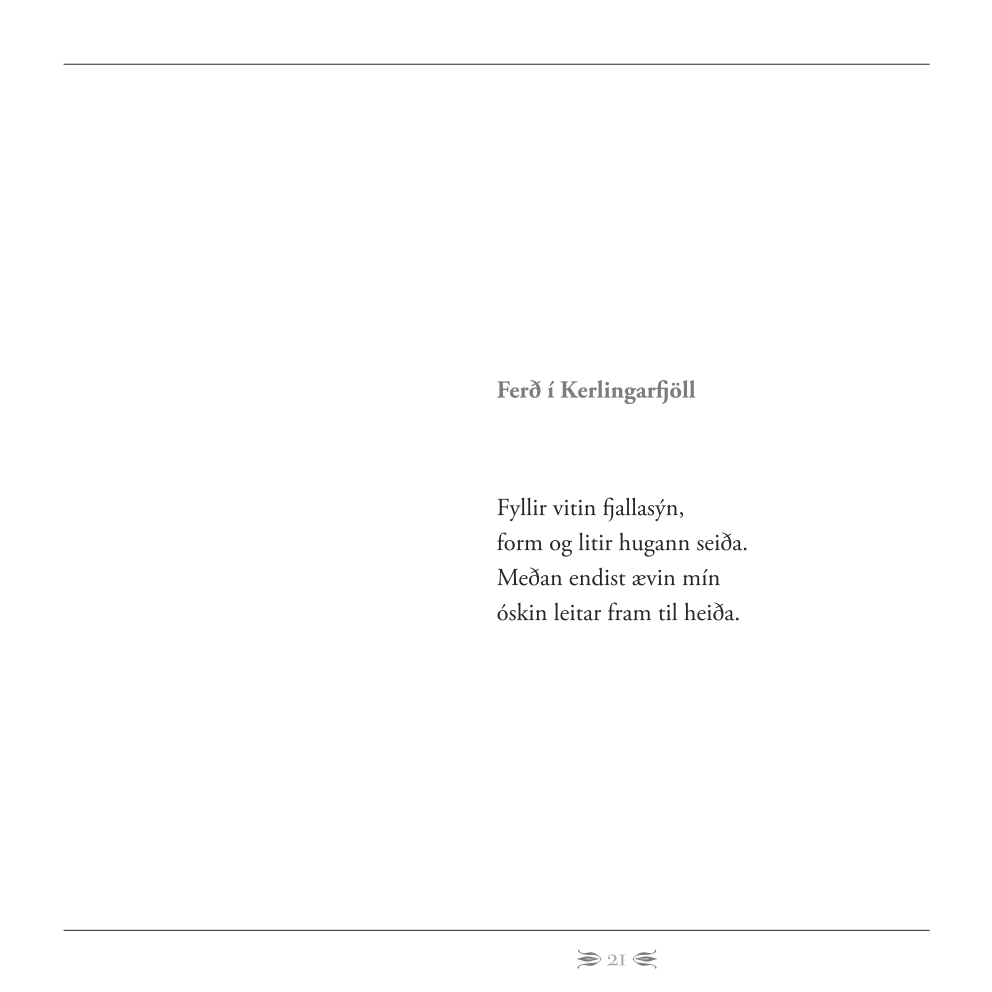 Ferð í Kerlingarfjöll
Fyllir vitin fjallasýn,
form og litir hugann seiða.
Meðan endist ævin mín
óskin leitar fram til heiða.
21